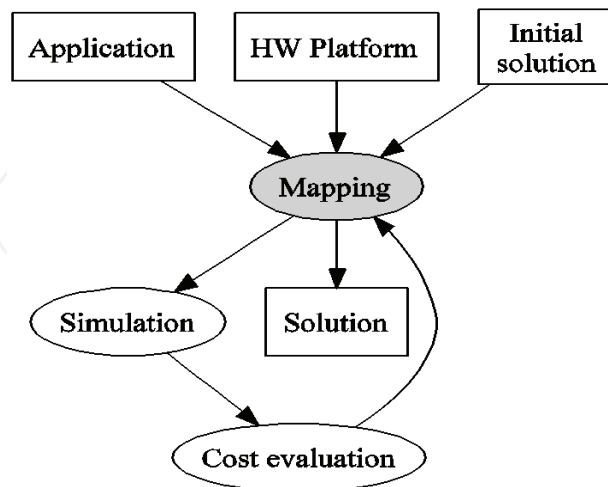 Application
HW Platform
Initial
solution
Mapping
Simulation
Solution
Cost evaluation